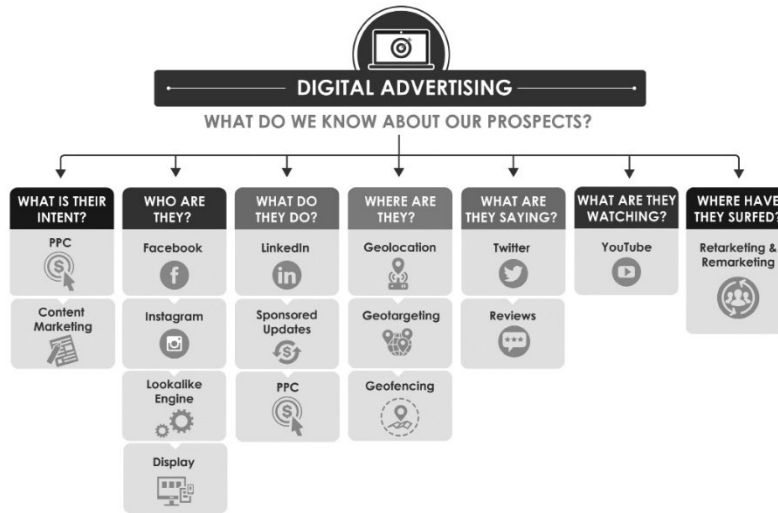 DIGITAL ADVERTISING
WHAT DO WE KNOW ABOUT OUR PROSPECTS?
WHAT IS THEIR
INTENT?
PPC
$
Content
Marketing
WHO ARE
THEY?
Facebook
f
Instagram
Lookalike
Engine
Display
WHAT DO
THEY DO?
LinkedIn
in
Sponsored
Updates
$
PPC
$
WHERE ARE
THEY?
Geolocation
Geotargeting
Geofencing
WHAT ARE
THEY SAYING?
Twitter
Reviews
WHAT ARE THEY
WATCHING?
YouTube
WHERE HAVE
THEY SURFED?
Retarketing &
Remarketing